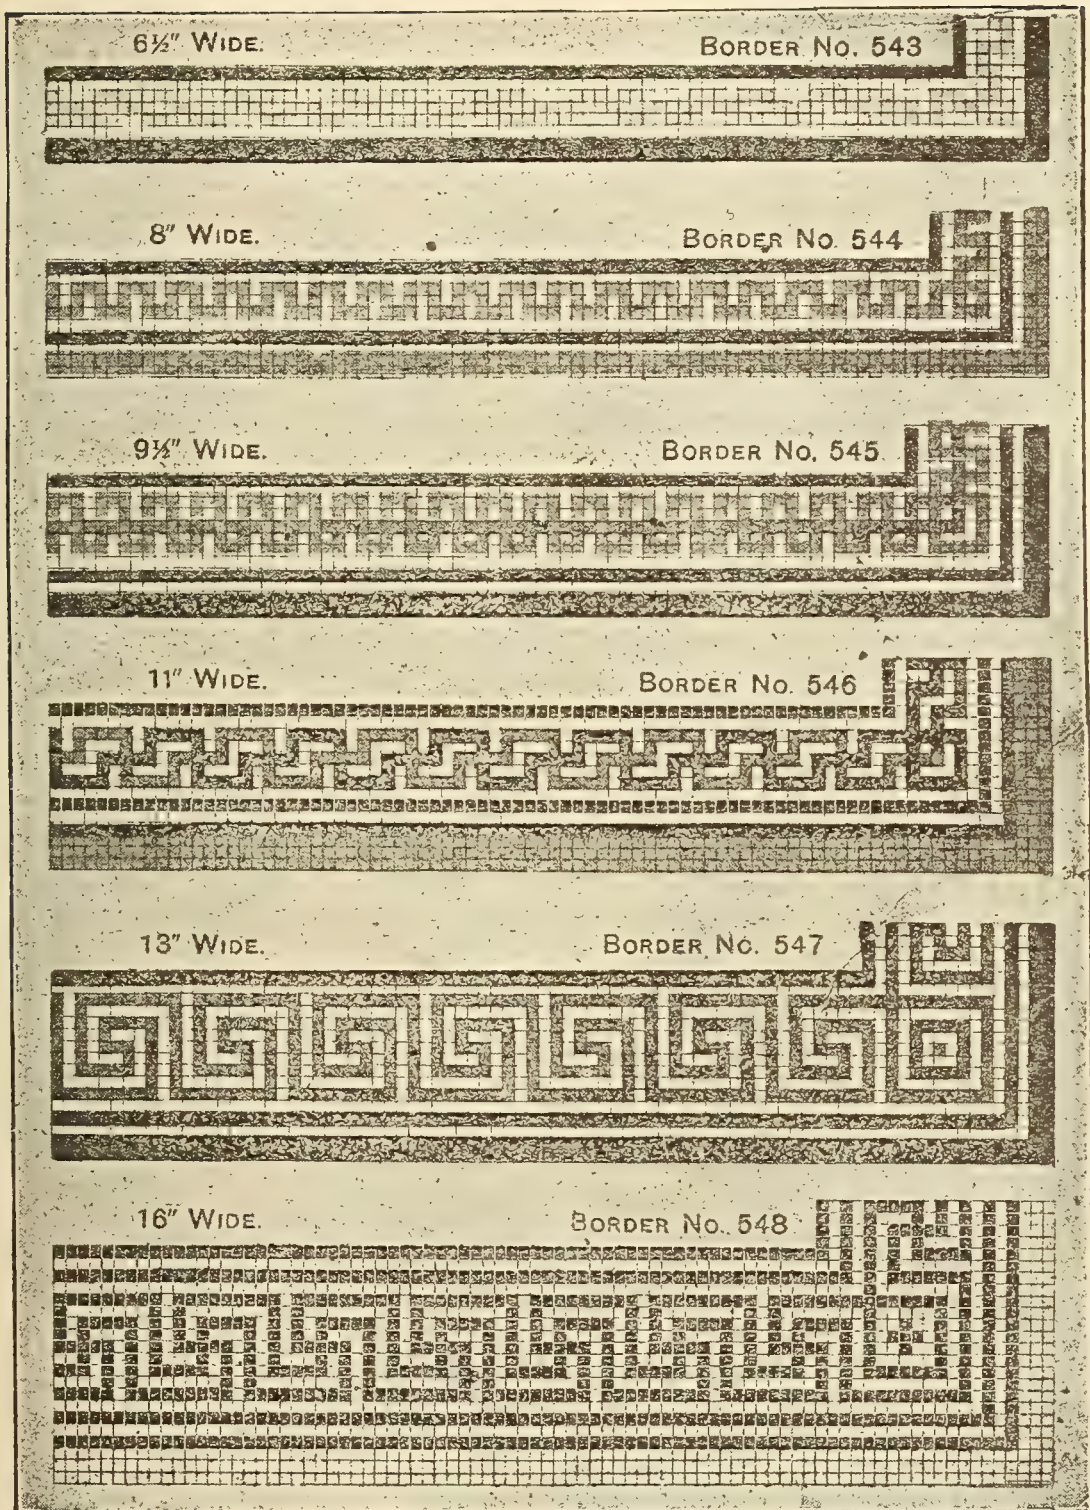 6½" WIDE. BORDER No. 543
8" WIDE. BORDER No. 544
9½" WIDE. BORDER No. 545
11" WIDE. BORDER No. 546
13" WIDE. BORDER No. 547
16" WIDE. BORDER No. 548